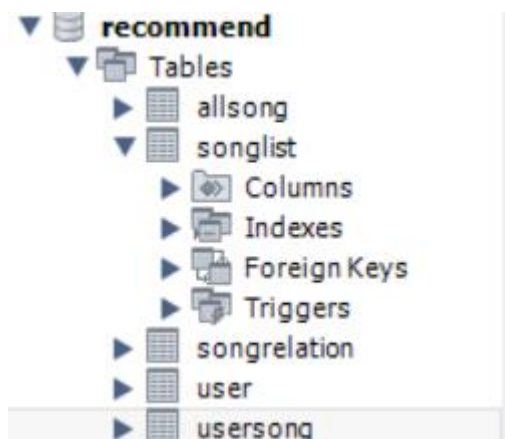 recommend
Tables
allsong
songlist
Columns
Indexes
Foreign Keys
Triggers
songrelation
user
usersong